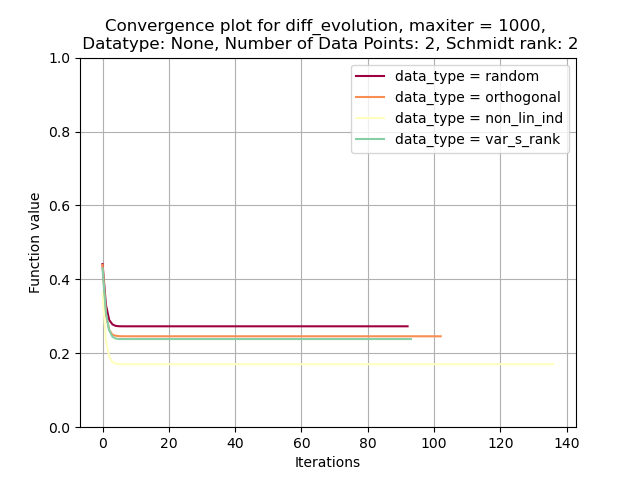 Convergence plot for diff_evolution, maxiter = 1000,
Datatype: None, Number of Data Points: 2, Schmidt rank: 2
data_type = random
data_type = orthogonal
data_type = non_lin_ind
data_type = var_s_rank
1.0
0.8
0.6
0.4
0.2
0.0
Function value
0 20 40 60 80 100 120 140
Iterations